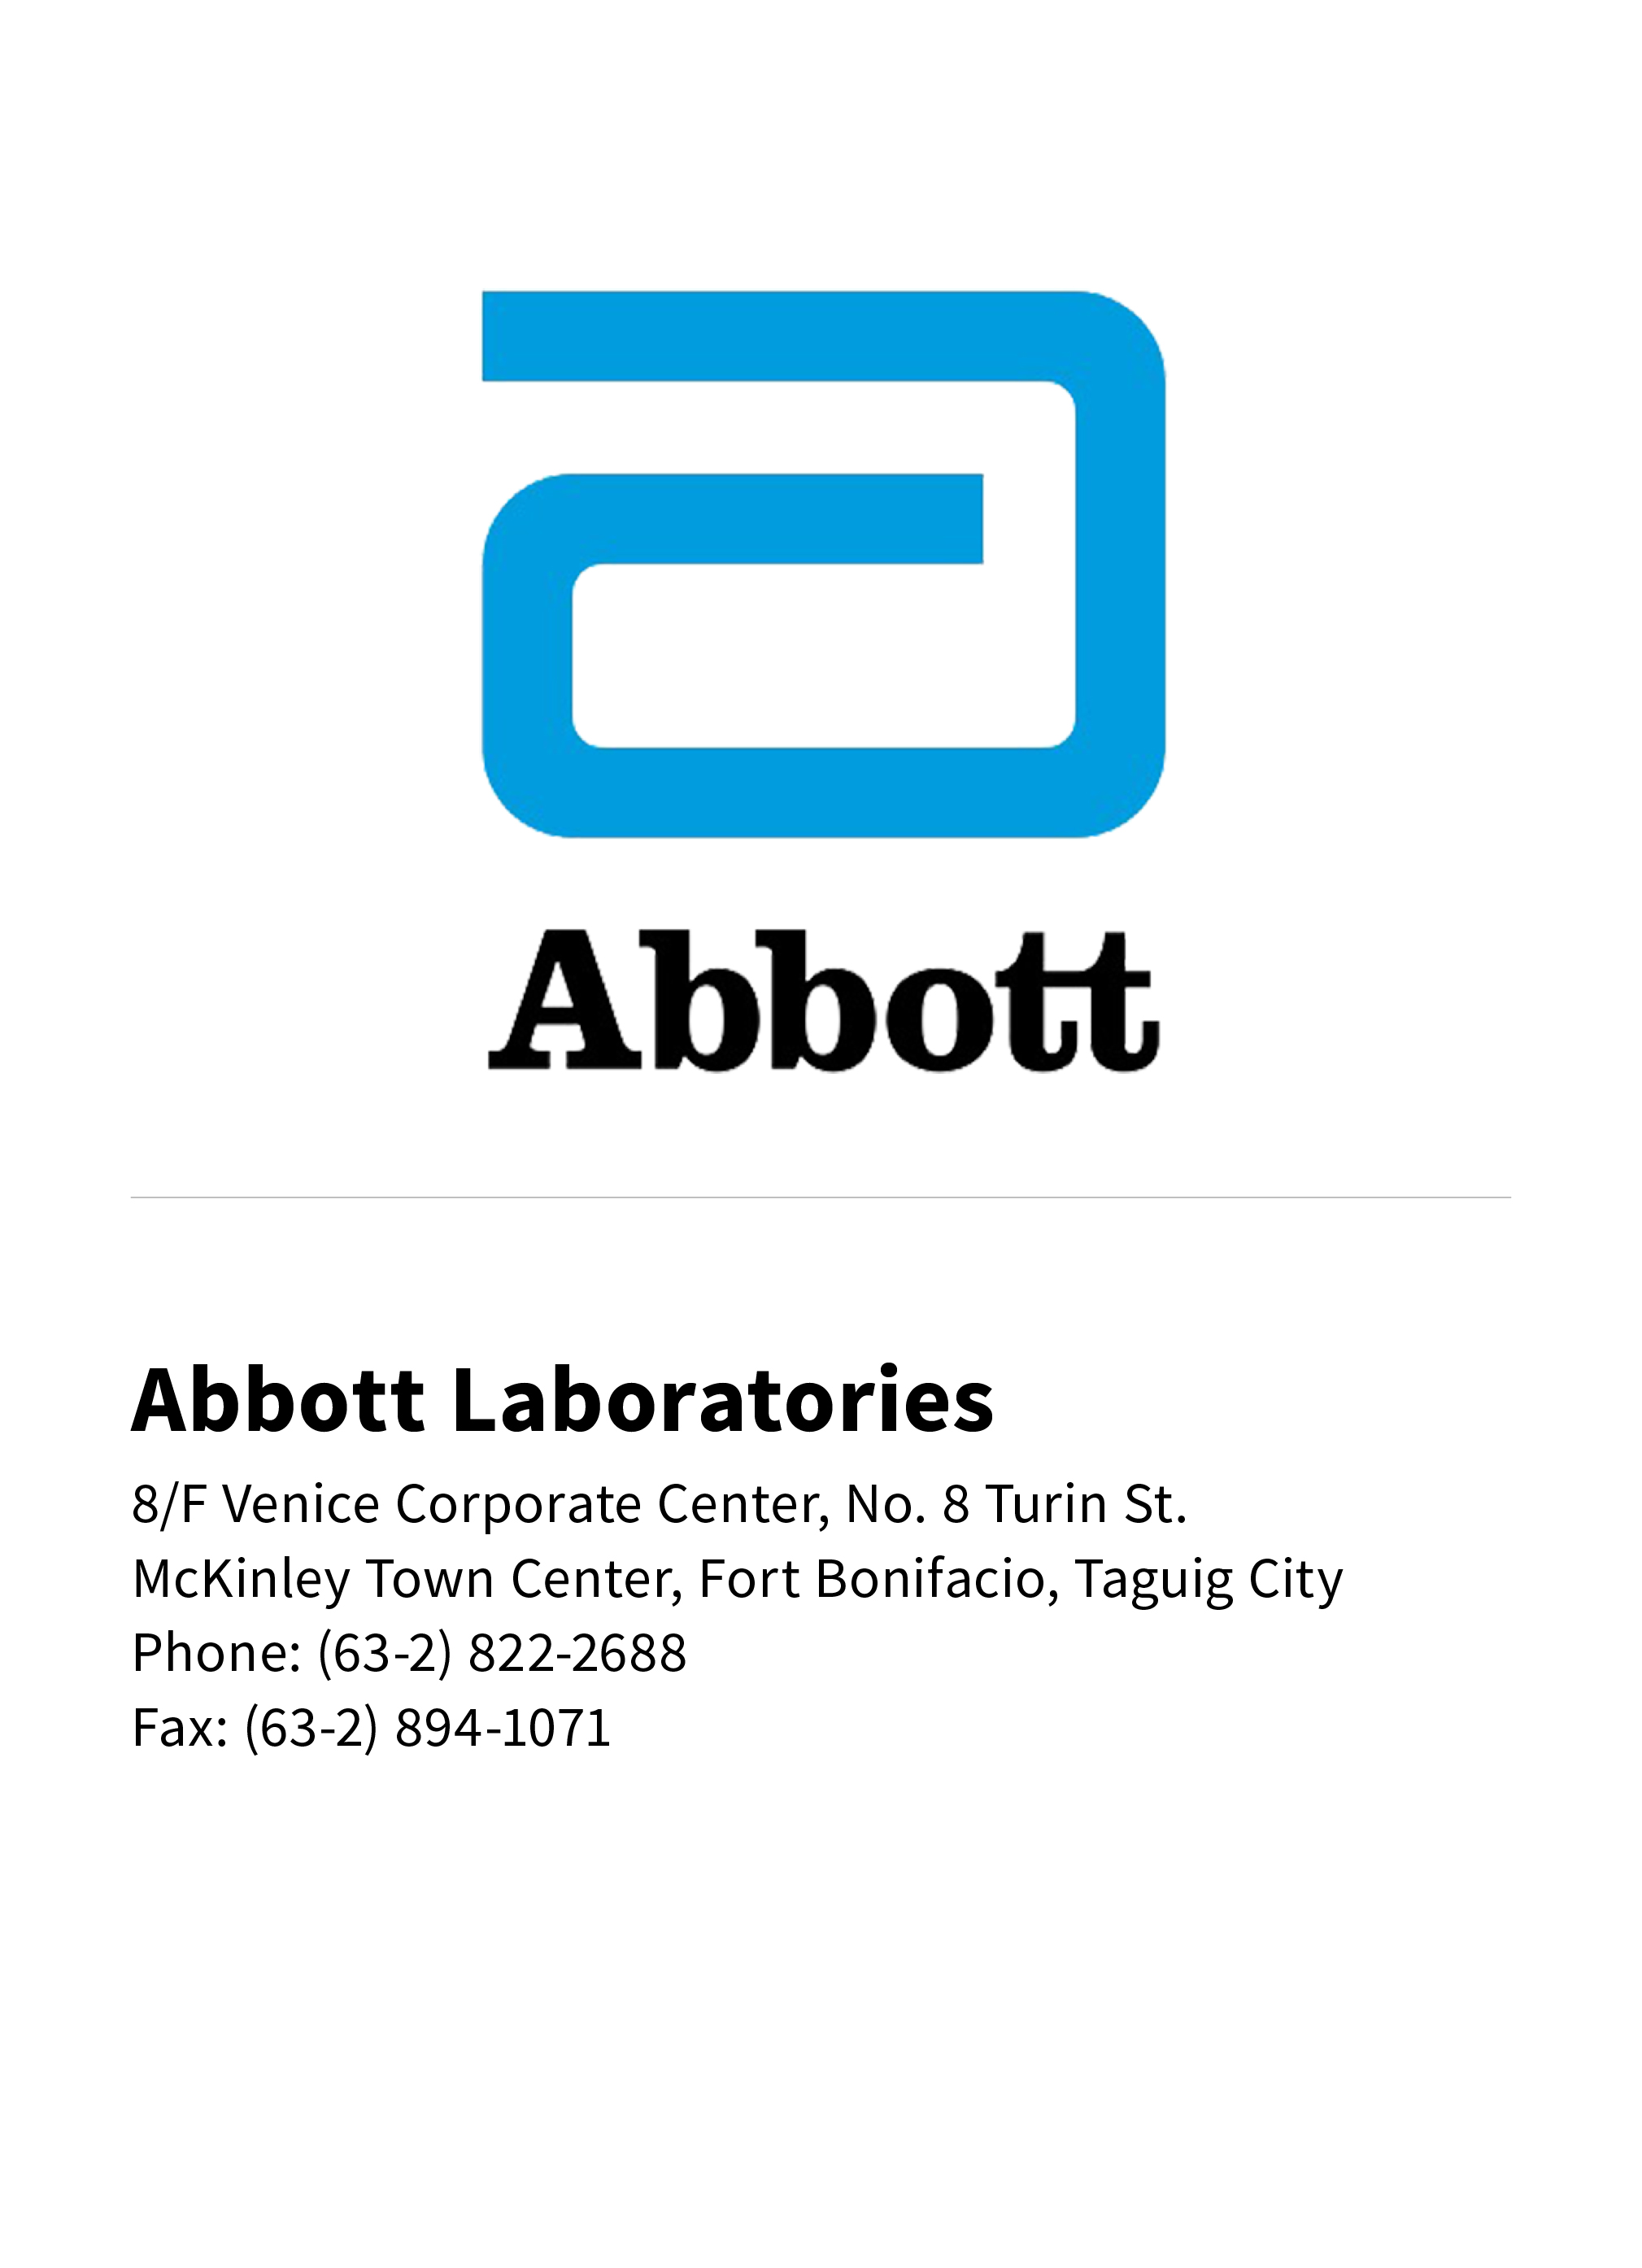 Abbott
Abbott Laboratories
8/F Venice Corporate Center, No. 8 Turin St.
McKinley Town Center, Fort Bonifacio, Taguig City
Phone: (63-2) 822-2688
Fax: (63-2) 894-1071